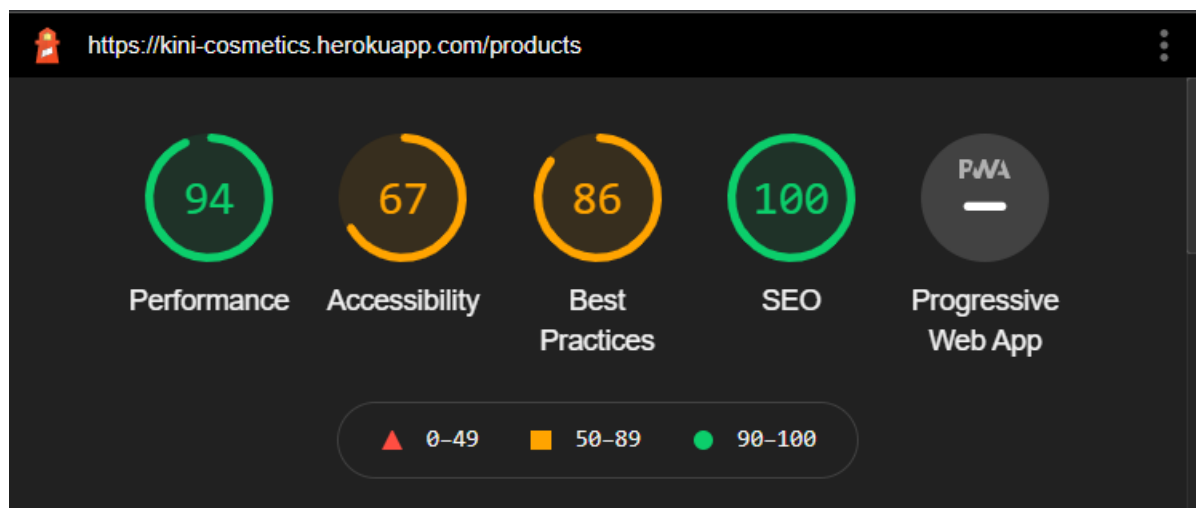 https://kini-cosmetics.herokuapp.com/products
94
67
86
100
PWA
Performance
Accessibility
Best
Practices
SEO
Progressive
Web App
0–49
50–89
90–100